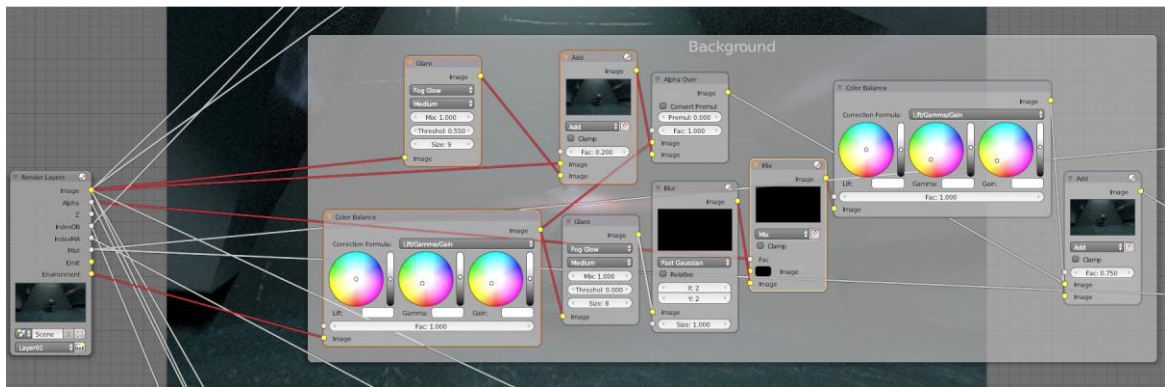 Background
Render Layers
Image
Alpha
Z
IndexOB
IndexMA
Mist
Emit
Environment
Scene
Layer01
Glare
Image
Fog Glow
Medium
Mix: 1.000
Threshol: 0.550
Size: 9
Image
Add
Image
Add
Clamp
Fac: 0.200
Image
Image
Alpha Over
Image
Convert Premul
Premul: 0.000
Fac: 1.000
Image
Image
Color Balance
Image
Correction Formula: Lift/Gamma/Gain
Lift: Gamma: Gain:
Fac: 1.000
Image
Glare
Image
Fog Glow
Medium
Mix: 1.000
Threshol: 0.000
Size: 8
Image
Blur
Image
Fast Gaussian
Relative
X: 2
Y: 2
Image
Size: 1.000
Mix
Image
Mix
Clamp
Fac
Image
Image
Color Balance
Image
Correction Formula: Lift/Gamma/Gain
Lift: Gamma: Gain:
Fac: 1.000
Image
Add
Image
Add
Clamp
Fac: 0.750
Image
Image